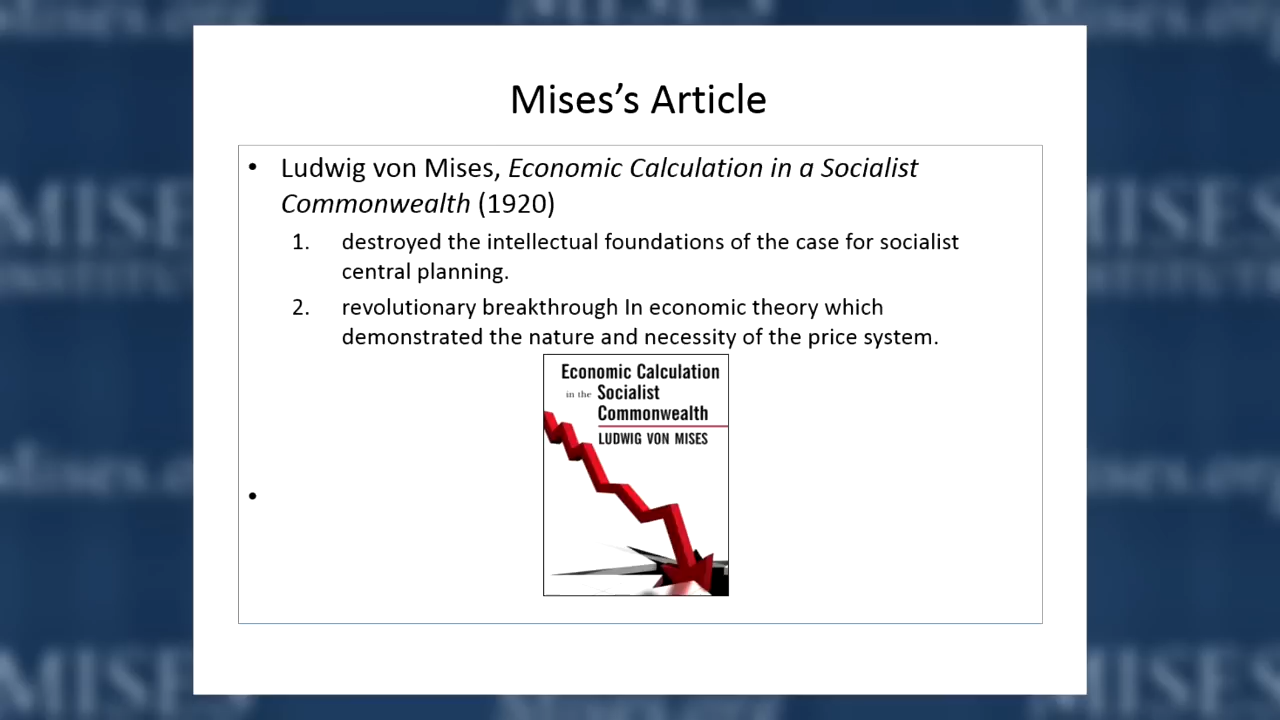 Mises’s Article
• Ludwig von Mises, Economic Calculation in a Socialist
Commonwealth (1920)
1. destroyed the intellectual foundations of the case for socialist
central planning.
2. revolutionary breakthrough In economic theory which
demonstrated the nature and necessity of the price system.
Economic Calculation
in the Socialist
Commonwealth
LUDWIG VON MISES
•